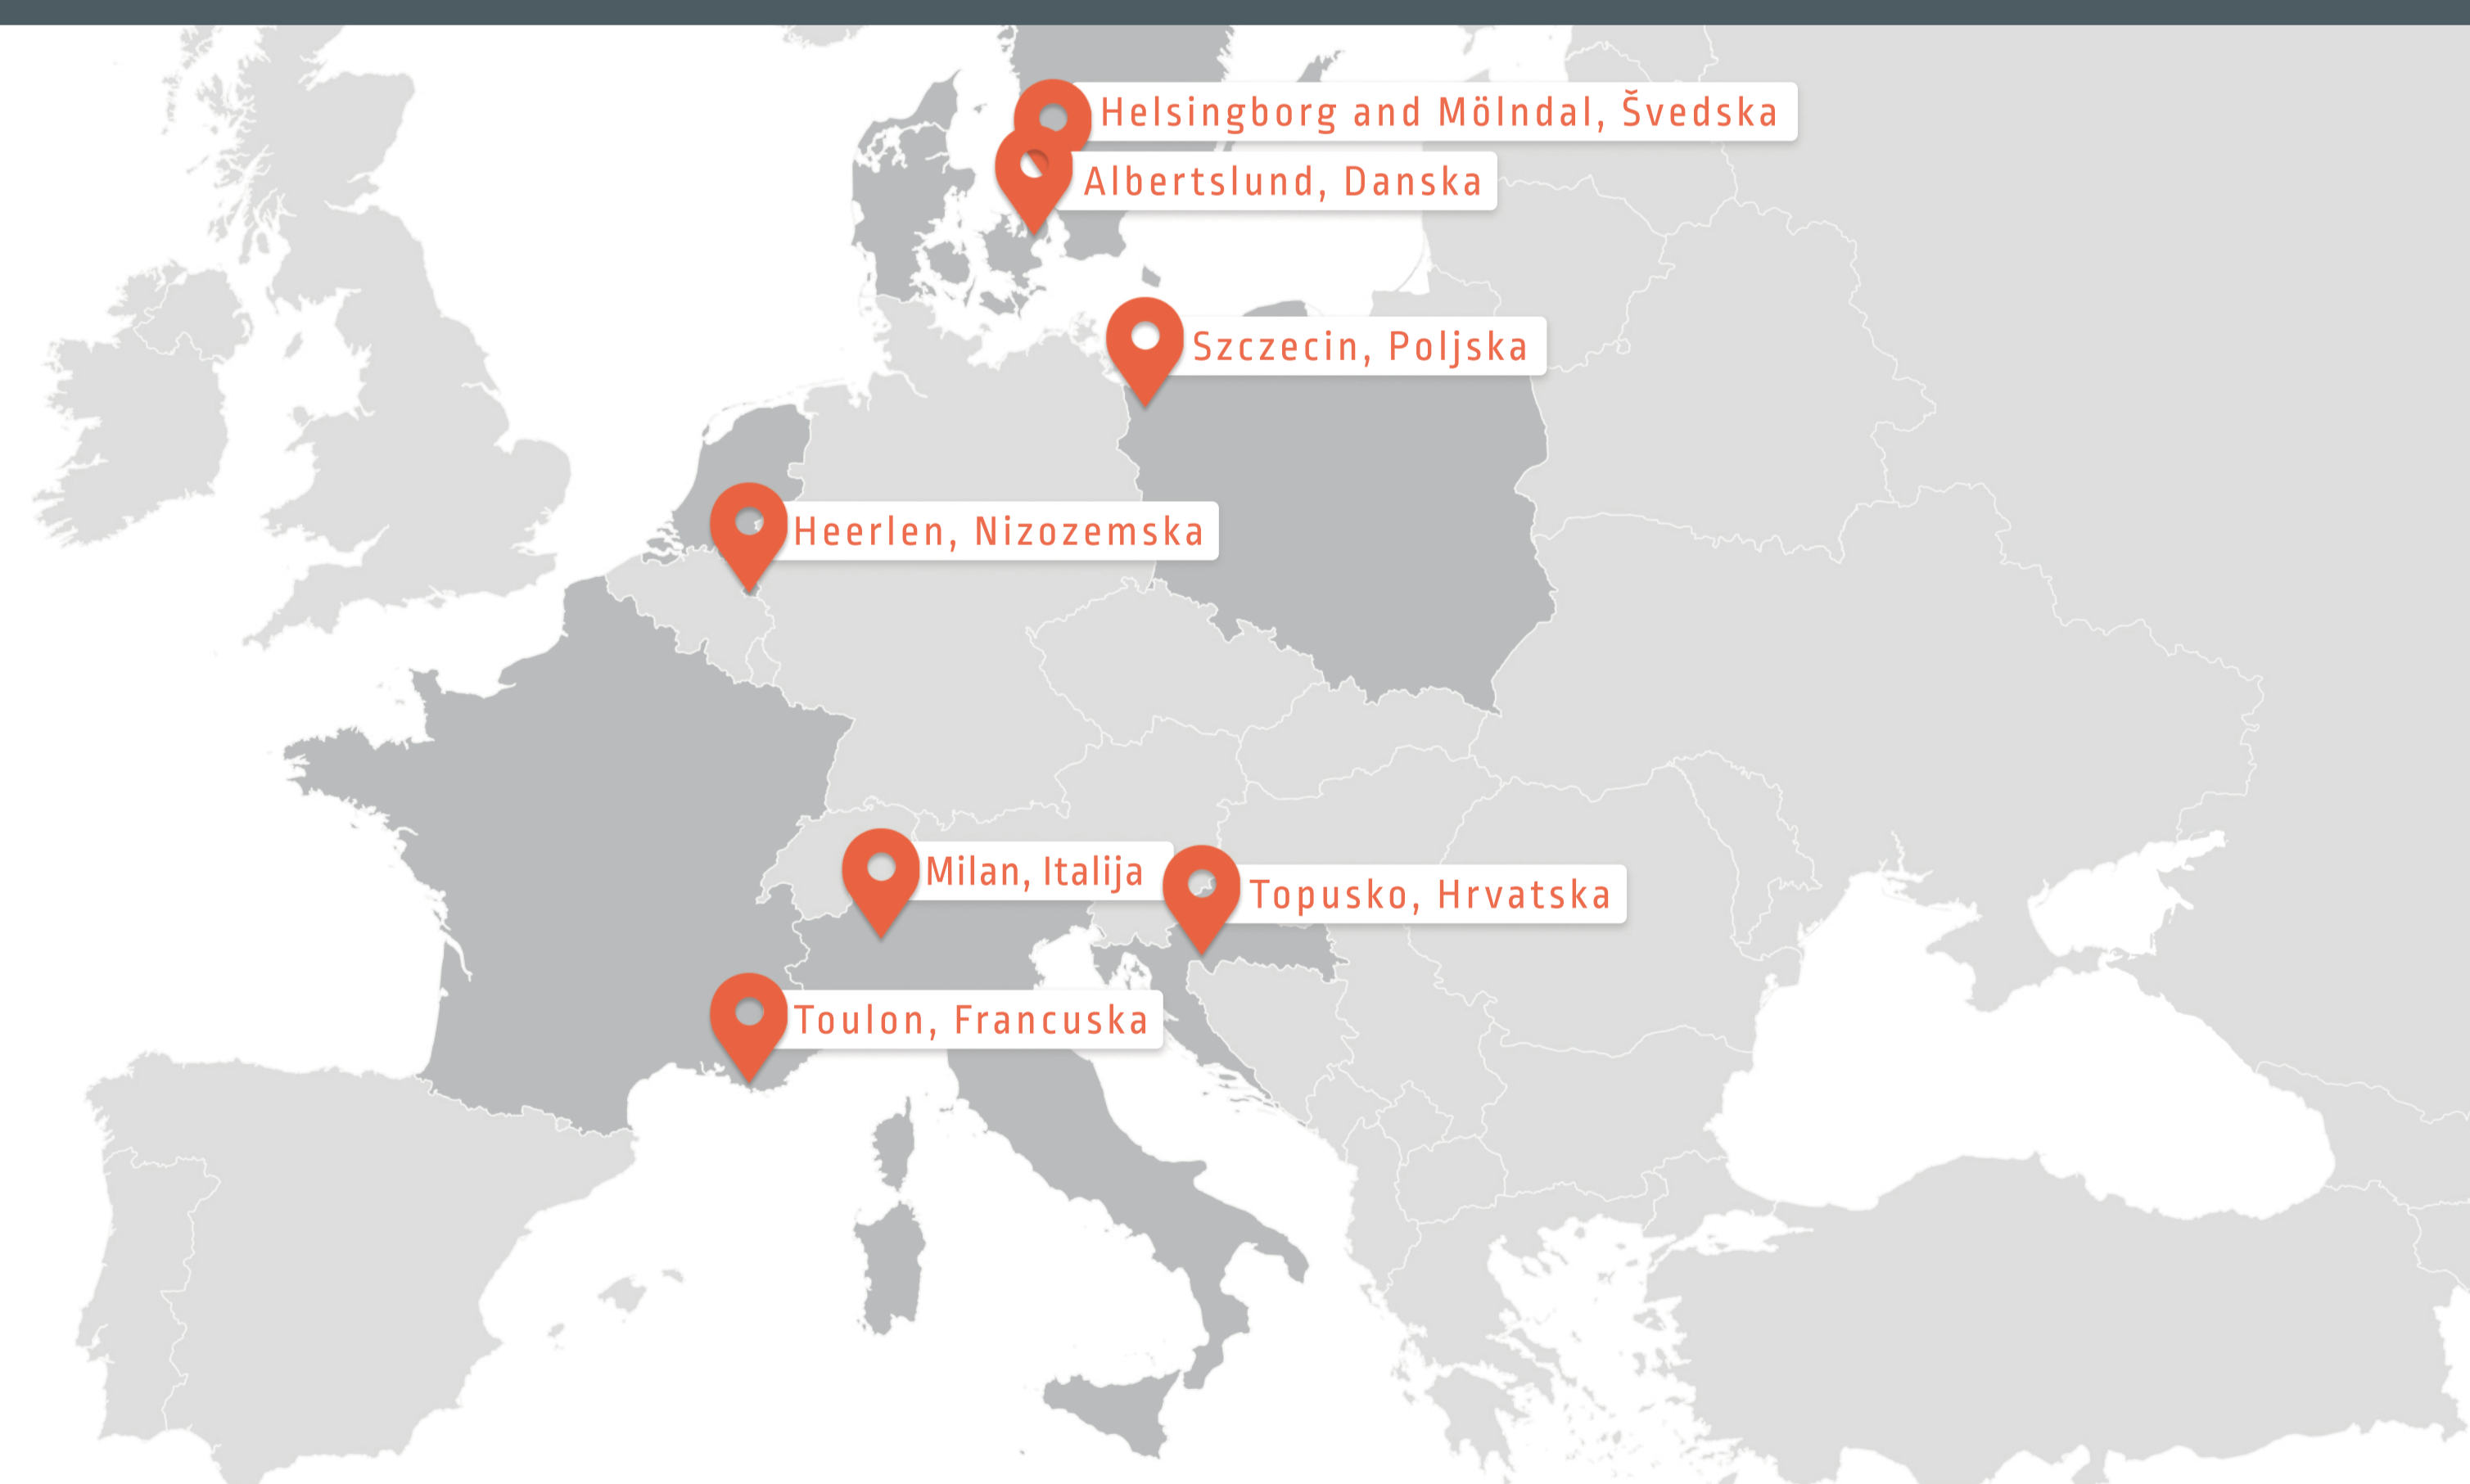 Helsingborg and Mölndal, Švedska
Albertslund, Danska
Szczecin, Poljska
Heerlen, Nizozemska
Milan, Italija
Topusko, Hrvatska
Toulon, Francuska